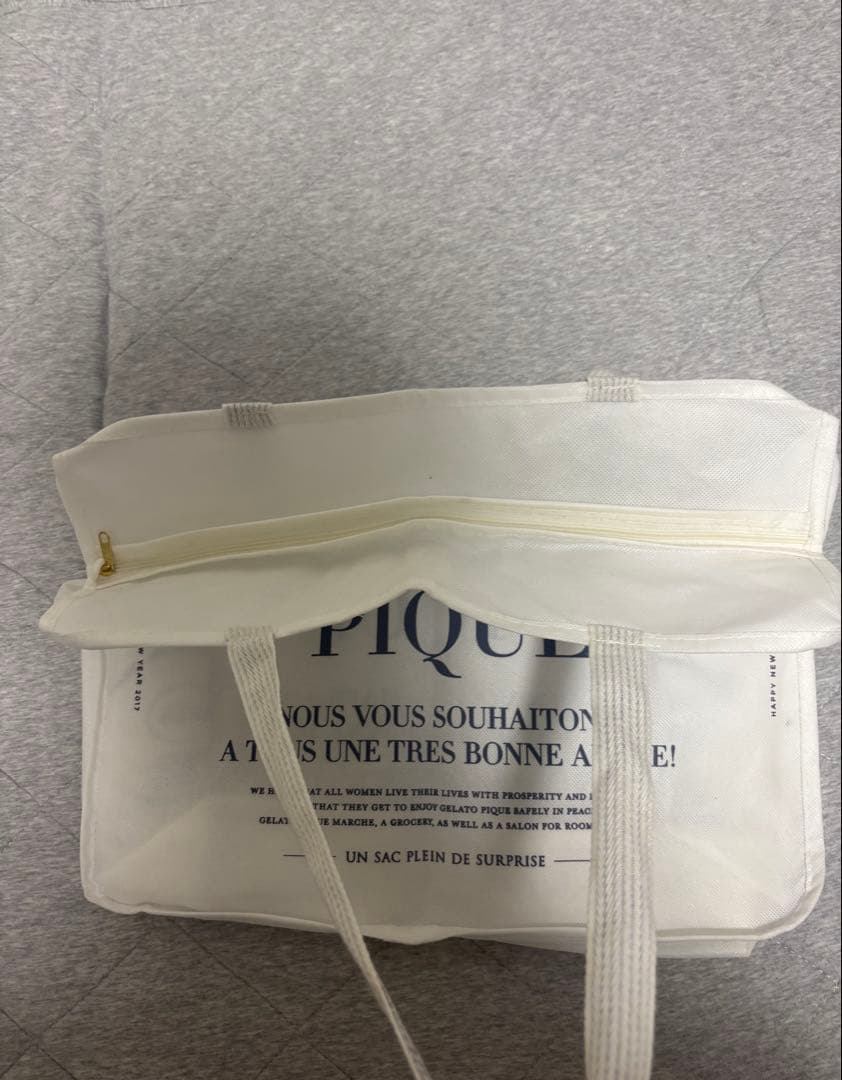 PIQUE
NOUS VOUS SOUHAITON
A T US UNE TRES BONNE A E!
WE H AT ALL WOMEN LIVE THEIR LIVES WITH PROSPERITY AND
THAT THEY GET TO ENJOY GELATO PIQUE SAFELY IN PEAC
GELAT UE MARCHE, A GROCERY, AS WELL AS A SALON FOR ROOM
UN SAC PLEIN DE SURPRISE
W YEAR 2017
HAPPY NEW